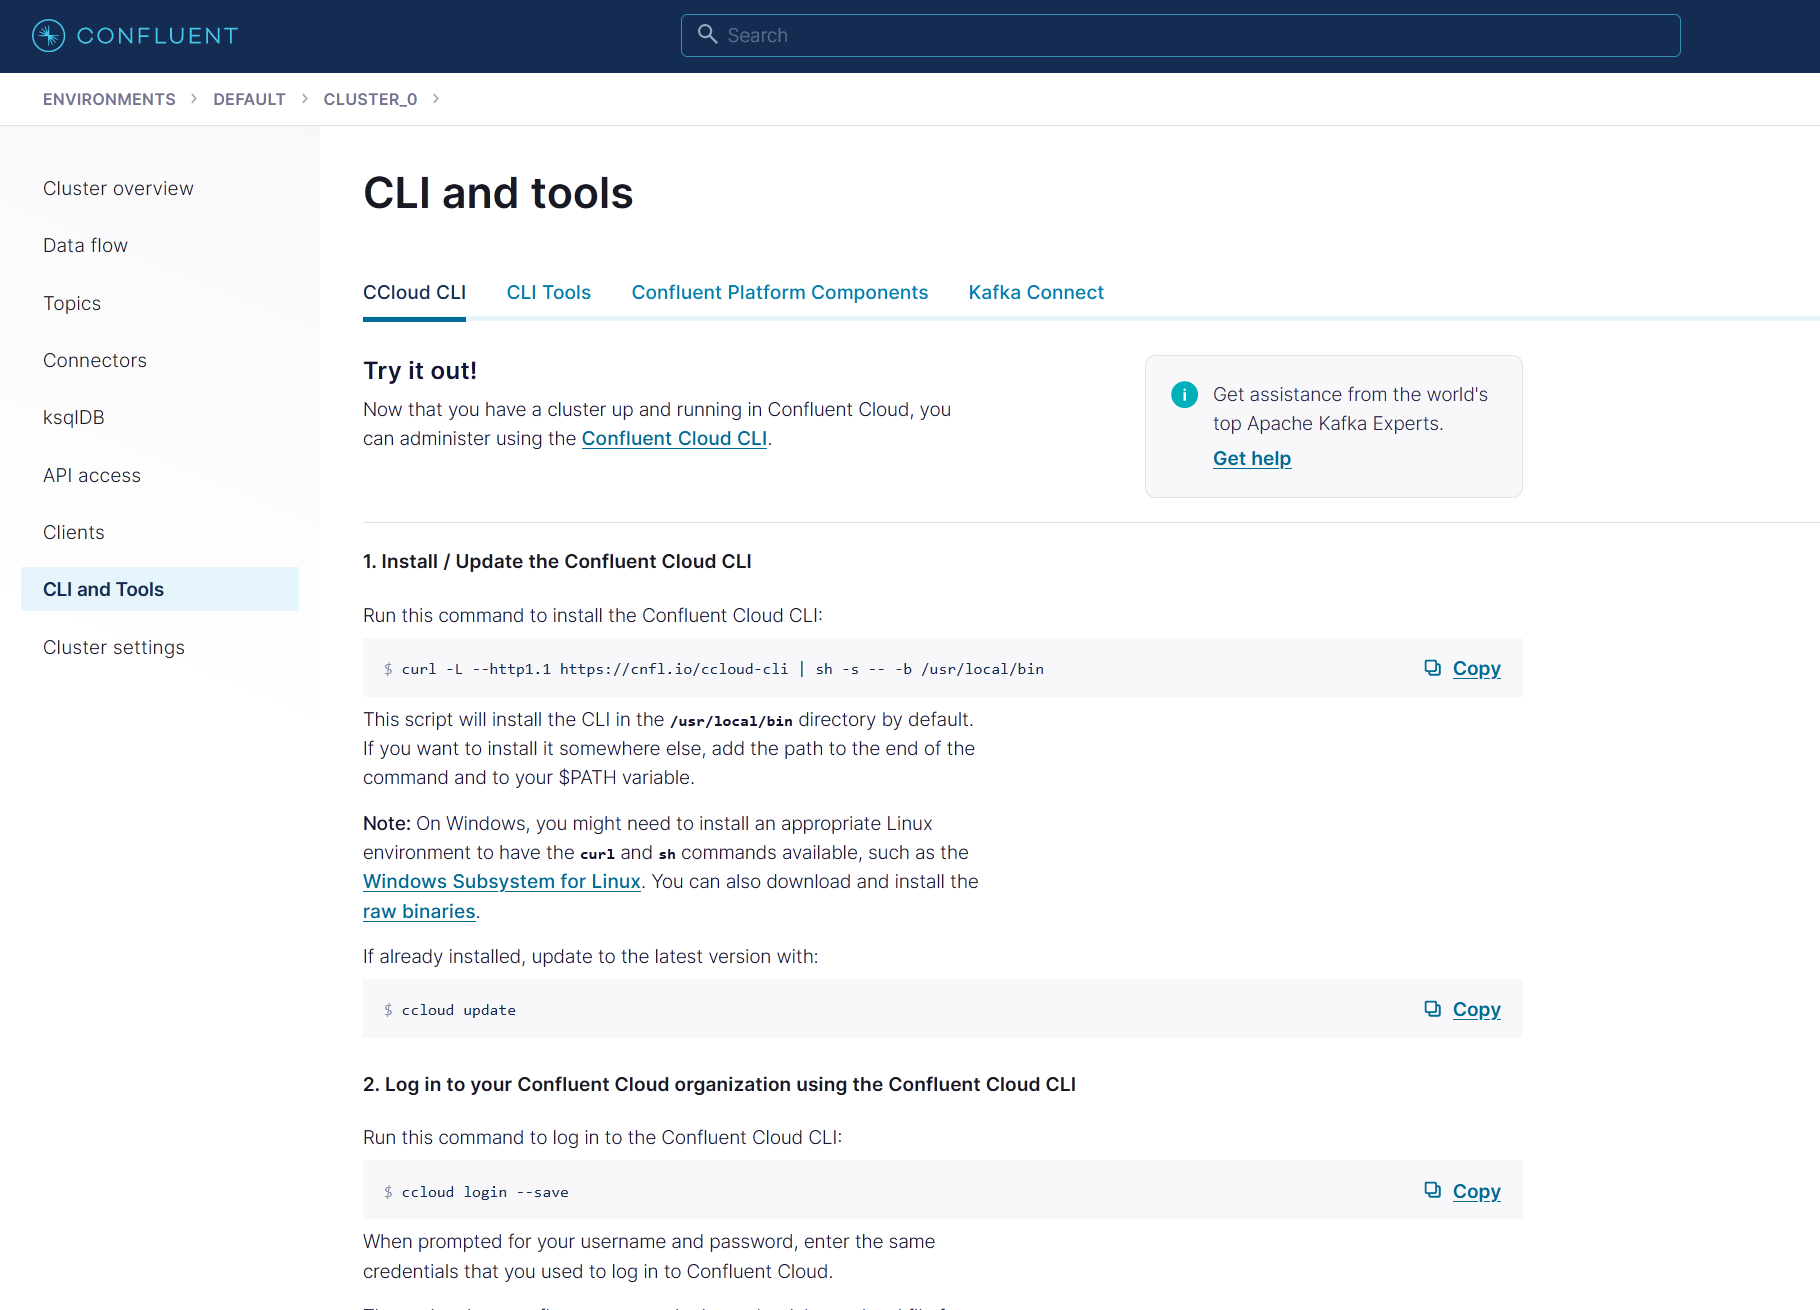 CONFLUENT
Search
ENVIRONMENTS > DEFAULT > CLUSTER_0 >
Cluster overview
Data flow
Topics
Connectors
ksqlDB
API access
Clients
CLI and Tools
Cluster settings
CLI and tools
CCloud CLI
CLI Tools
Confluent Platform Components
Kafka Connect
Try it out!
Now that you have a cluster up and running in Confluent Cloud, you
can administer using the Confluent Cloud CLI.
Get assistance from the world's
top Apache Kafka Experts.
Get help
1. Install / Update the Confluent Cloud CLI
Run this command to install the Confluent Cloud CLI:
$ curl -L --http1.1 https://cnfl.io/ccloud-cli | sh -s -- -b /usr/local/bin
Copy
This script will install the CLI in the /usr/local/bin directory by default.
If you want to install it somewhere else, add the path to the end of the
command and to your $PATH variable.
Note: On Windows, you might need to install an appropriate Linux
environment to have the curl and sh commands available, such as the
Windows Subsystem for Linux. You can also download and install the
raw binaries.
If already installed, update to the latest version with:
$ ccloud update
Copy
2. Log in to your Confluent Cloud organization using the Confluent Cloud CLI
Run this command to log in to the Confluent Cloud CLI:
$ ccloud login --save
Copy
When prompted for your username and password, enter the same
credentials that you used to log in to Confluent Cloud.